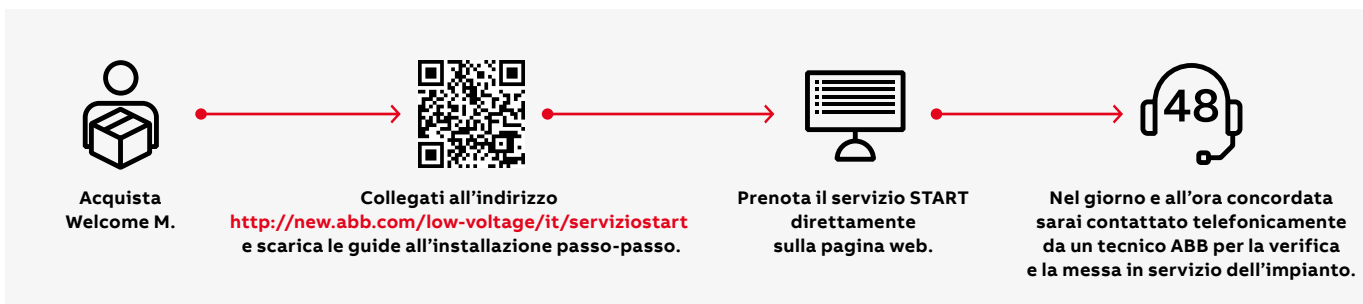 48
Acquista
Welcome M.
Collegati all'indirizzo
http://new.abb.com/low-voltage/it/serviziostart
e scarica le guide all'installazione passo-passo.
Prenota il servizio START
direttamente
sulla pagina web.
Nel giorno e all'ora concordata
sarai contattato telefonicamente
da un tecnico ABB per la verifica
e la messa in servizio dell'impianto.